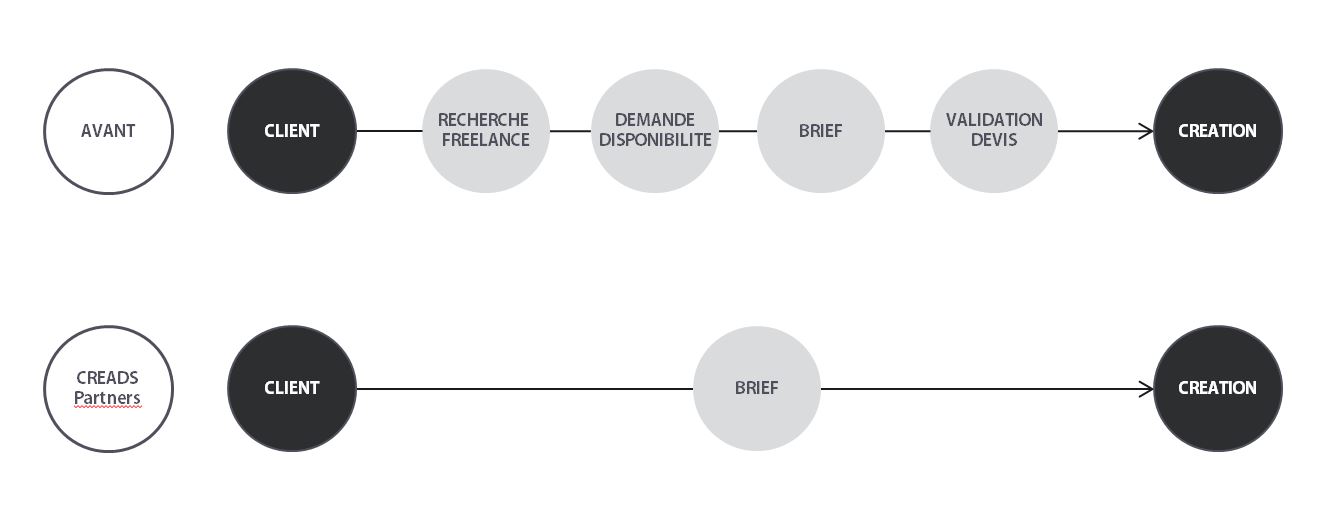 AVANT
CLIENT
RECHERCHE
FREELANCE
DEMANDE
DISPONIBILITE
BRIEF
VALIDATION
DEVIS
CREATION
CREADS
Partners
CLIENT
BRIEF
CREATION